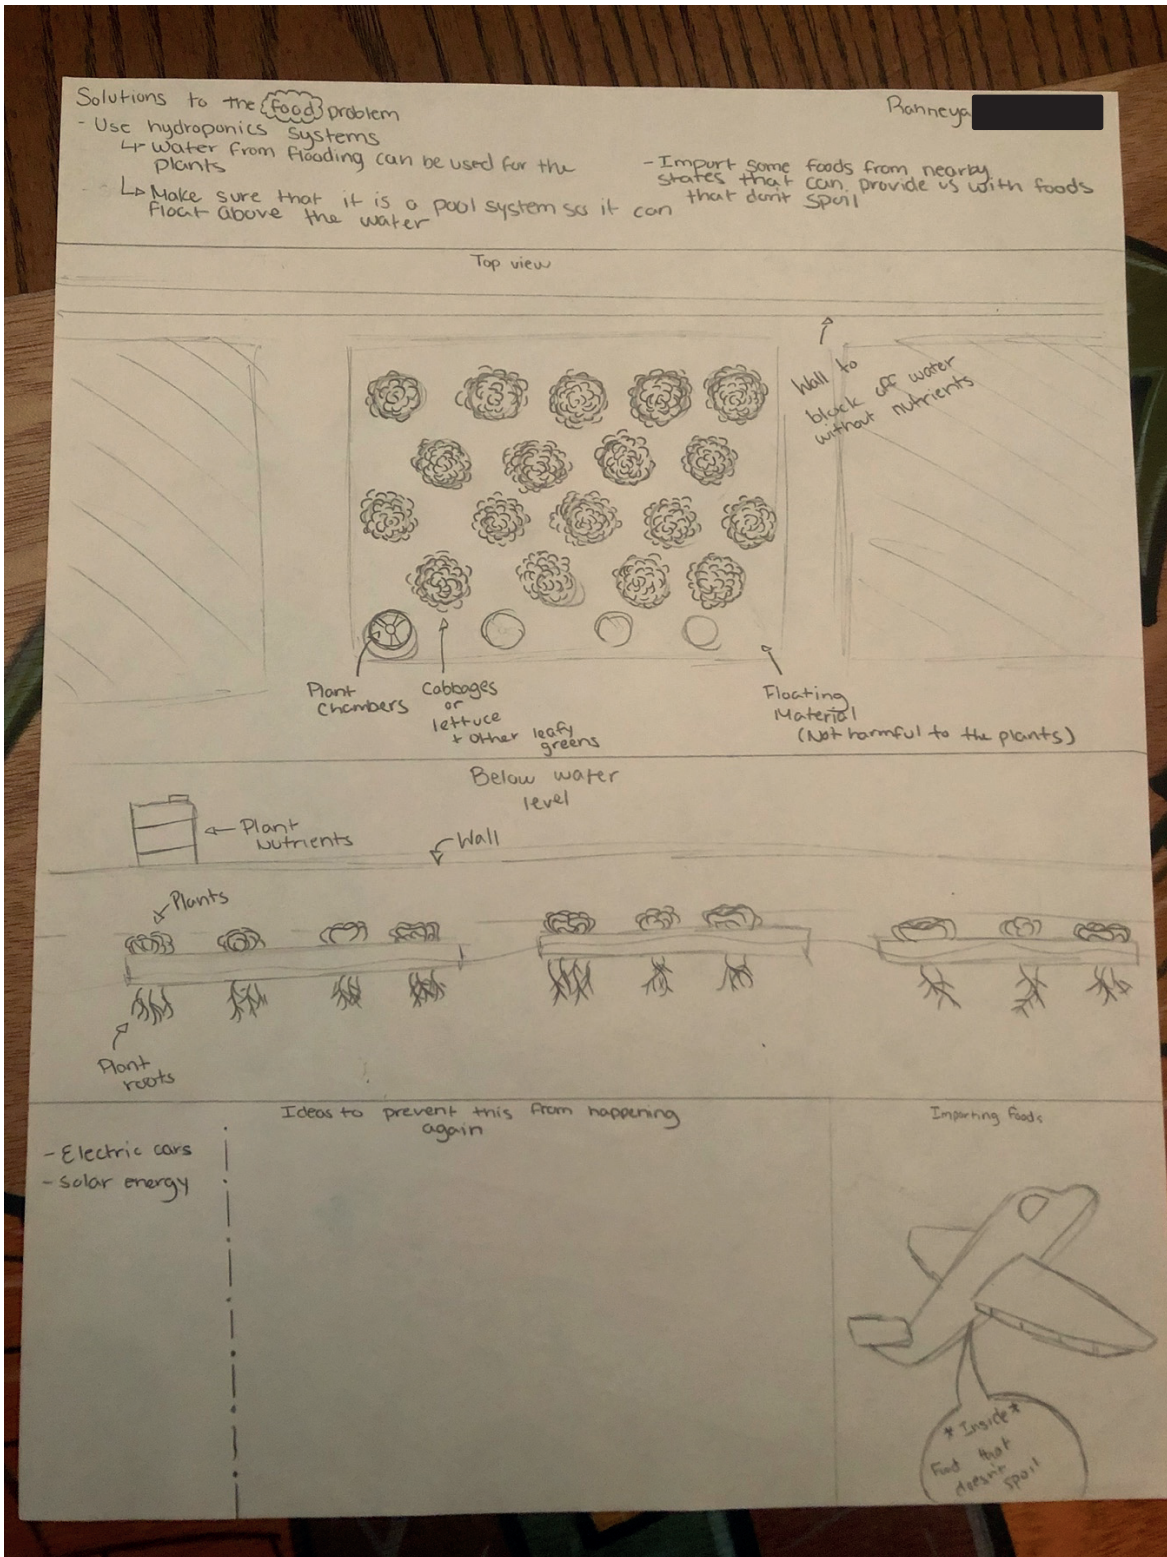 Solutions to the food problem
Ranneya
- Use hydroponics systems
↳ Water from flooding can be used for the
plants
↳ Make sure that it is a pool system so it can
float above the water
- Import some foods from nearby
states that can provide us with foods
that don't spoil
Top view
Wall to
block off water
without nutrients
Plant
Chambers
Cabbages
or
lettuce
+ other leafy
greens
Floating
Material
(Not harmful to the plants)
Below water
level
Plant
Nutrients
Wall
Plants
Plant
roots
Ideas to prevent this from happening
again
- Electric cars
- Solar energy
Importing Foods
*Inside*
Food that
doesn't
spoil